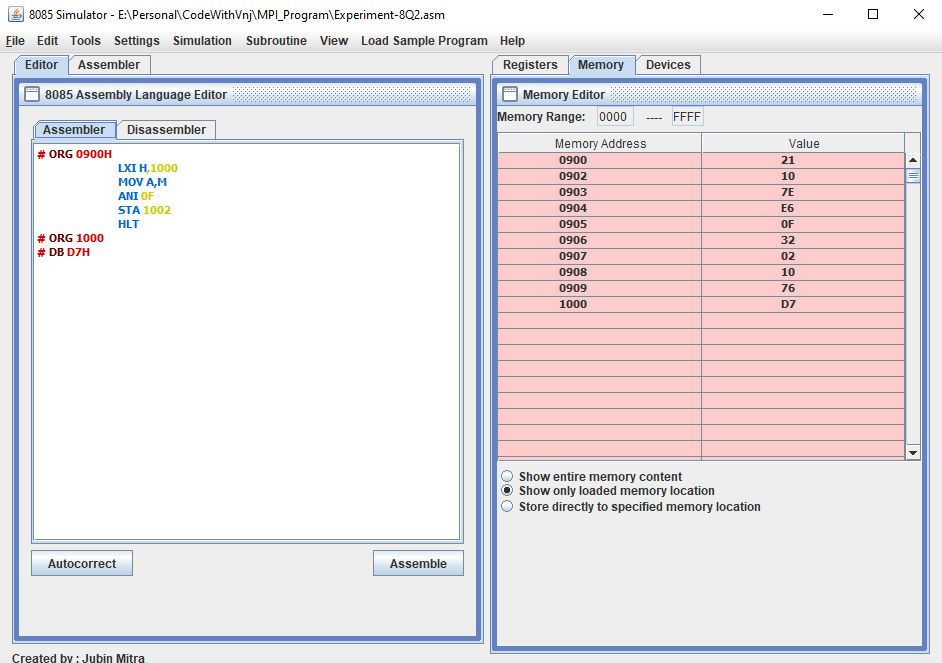 8085 Simulator - E:\Personal\CodeWithVnj\MPI_Program\Experiment-8Q2.asm
File Edit Tools Settings Simulation Subroutine View Load Sample Program Help
Editor Assembler
8085 Assembly Language Editor
Assembler Disassembler
# ORG 0900H
LXI H,1000
MOV A,M
ANI 0F
STA 1002
HLT
# ORG 1000
# DB D7H
Autocorrect Assemble
Registers Memory Devices
Memory Editor
Memory Range: 0000 ---- FFFF
Memory Address Value
0900 21
0902 10
0903 7E
0904 E6
0905 0F
0906 32
0907 02
0908 10
0909 76
1000 D7
Show entire memory content
Show only loaded memory location
Store directly to specified memory location
Created by : Jubin Mitra